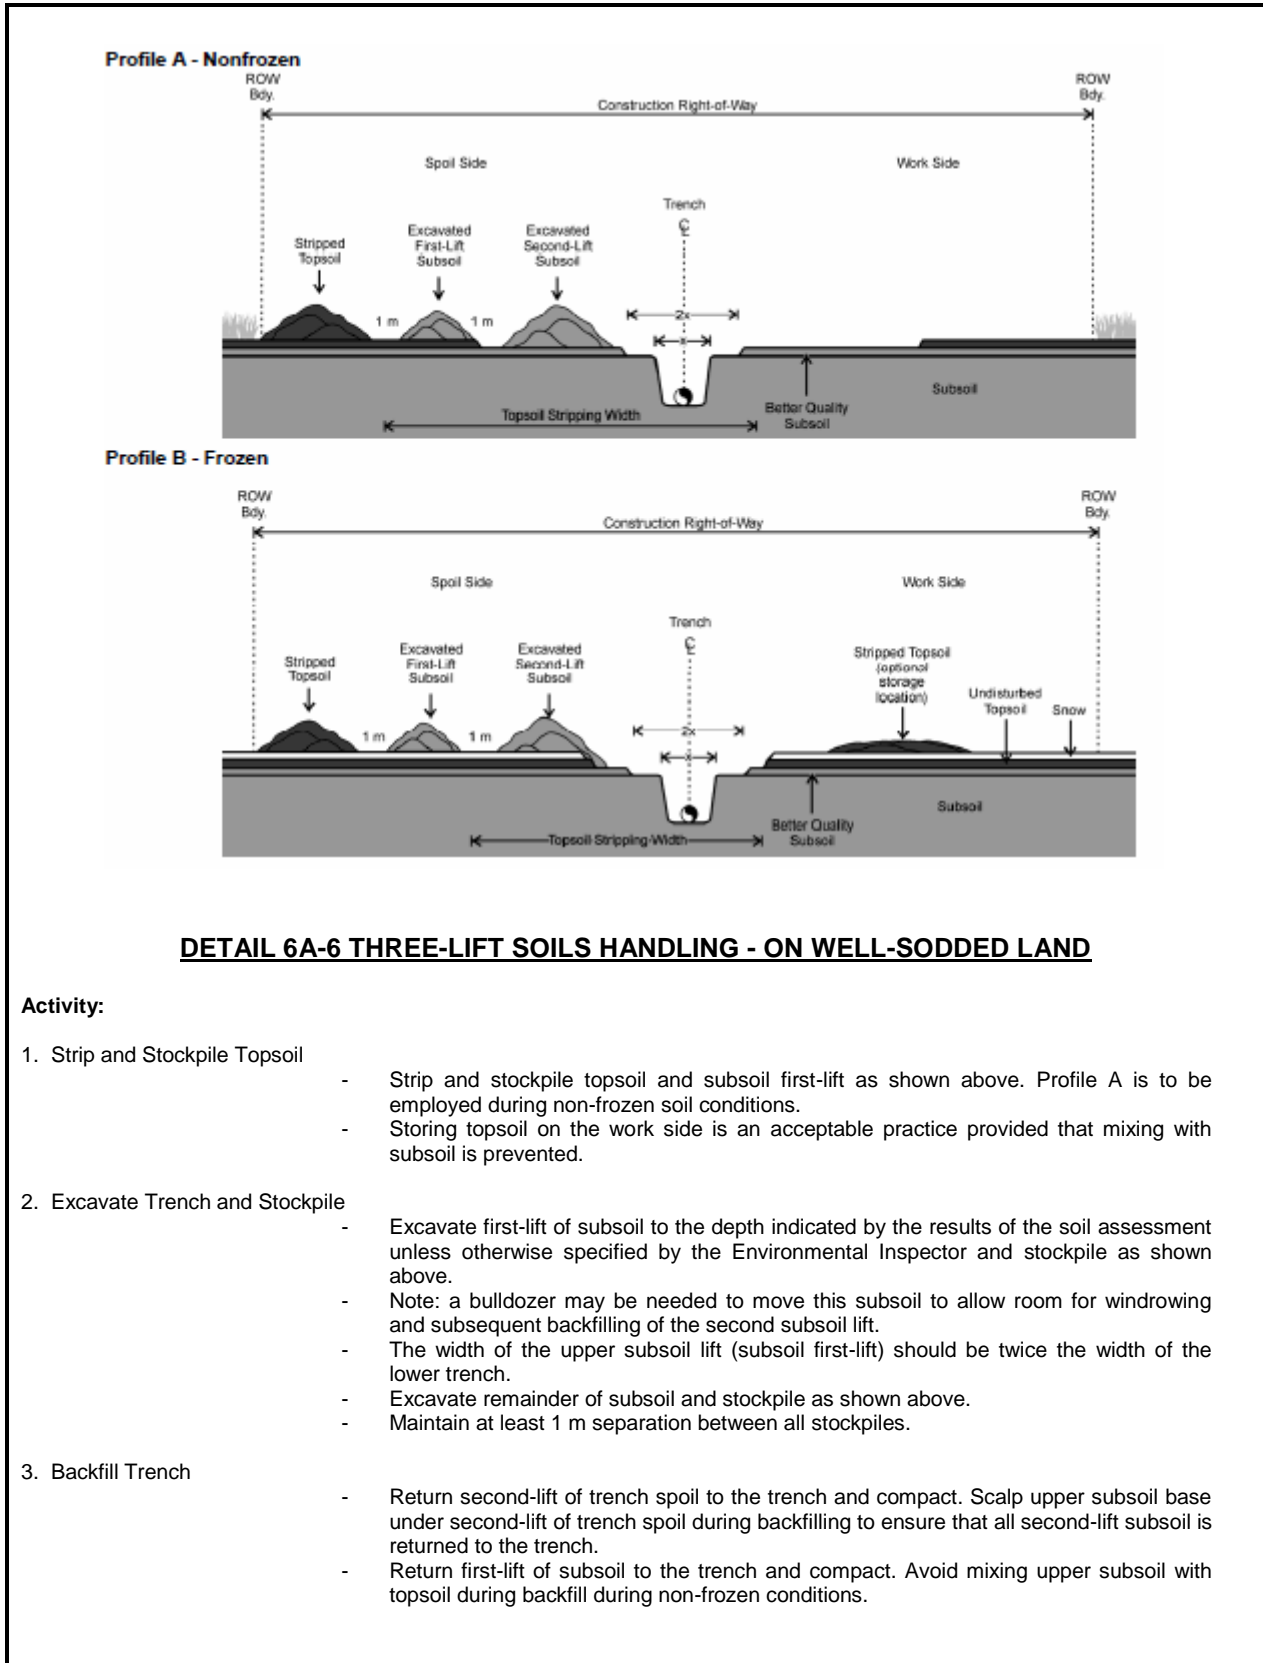 Profile A - Nonfrozen
ROW
Bdy.
ROW
Bdy.
Construction Right-of-Way
Spoil Side
Work Side
Trench
℄
Stripped
Topsoil
Excavated
First-Lift
Subsoil
Excavated
Second-Lift
Subsoil
1 m
1 m
2x
x
Topsoil Stripping Width
Better Quality
Subsoil
Subsoil
Profile B - Frozen
ROW
Bdy.
ROW
Bdy.
Construction Right-of-Way
Spoil Side
Work Side
Trench
℄
Stripped
Topsoil
Excavated
First-Lift
Subsoil
Excavated
Second-Lift
Subsoil
Stripped Topsoil
(optional
storage
location)
Undisturbed
Topsoil
Snow
1 m
1 m
2x
x
Topsoil Stripping Width
Better Quality
Subsoil
Subsoil
DETAIL 6A-6 THREE-LIFT SOILS HANDLING - ON WELL-SODDED LAND
Activity:
1. Strip and Stockpile Topsoil
- Strip and stockpile topsoil and subsoil first-lift as shown above. Profile A is to be
employed during non-frozen soil conditions.
- Storing topsoil on the work side is an acceptable practice provided that mixing with
subsoil is prevented.
2. Excavate Trench and Stockpile
- Excavate first-lift of subsoil to the depth indicated by the results of the soil assessment
unless otherwise specified by the Environmental Inspector and stockpile as shown
above.
- Note: a bulldozer may be needed to move this subsoil to allow room for windrowing
and subsequent backfilling of the second subsoil lift.
- The width of the upper subsoil lift (subsoil first-lift) should be twice the width of the
lower trench.
- Excavate remainder of subsoil and stockpile as shown above.
- Maintain at least 1 m separation between all stockpiles.
3. Backfill Trench
- Return second-lift of trench spoil to the trench and compact. Scalp upper subsoil base
under second-lift of trench spoil during backfilling to ensure that all second-lift subsoil is
returned to the trench.
- Return first-lift of subsoil to the trench and compact. Avoid mixing upper subsoil with
topsoil during backfill during non-frozen conditions.